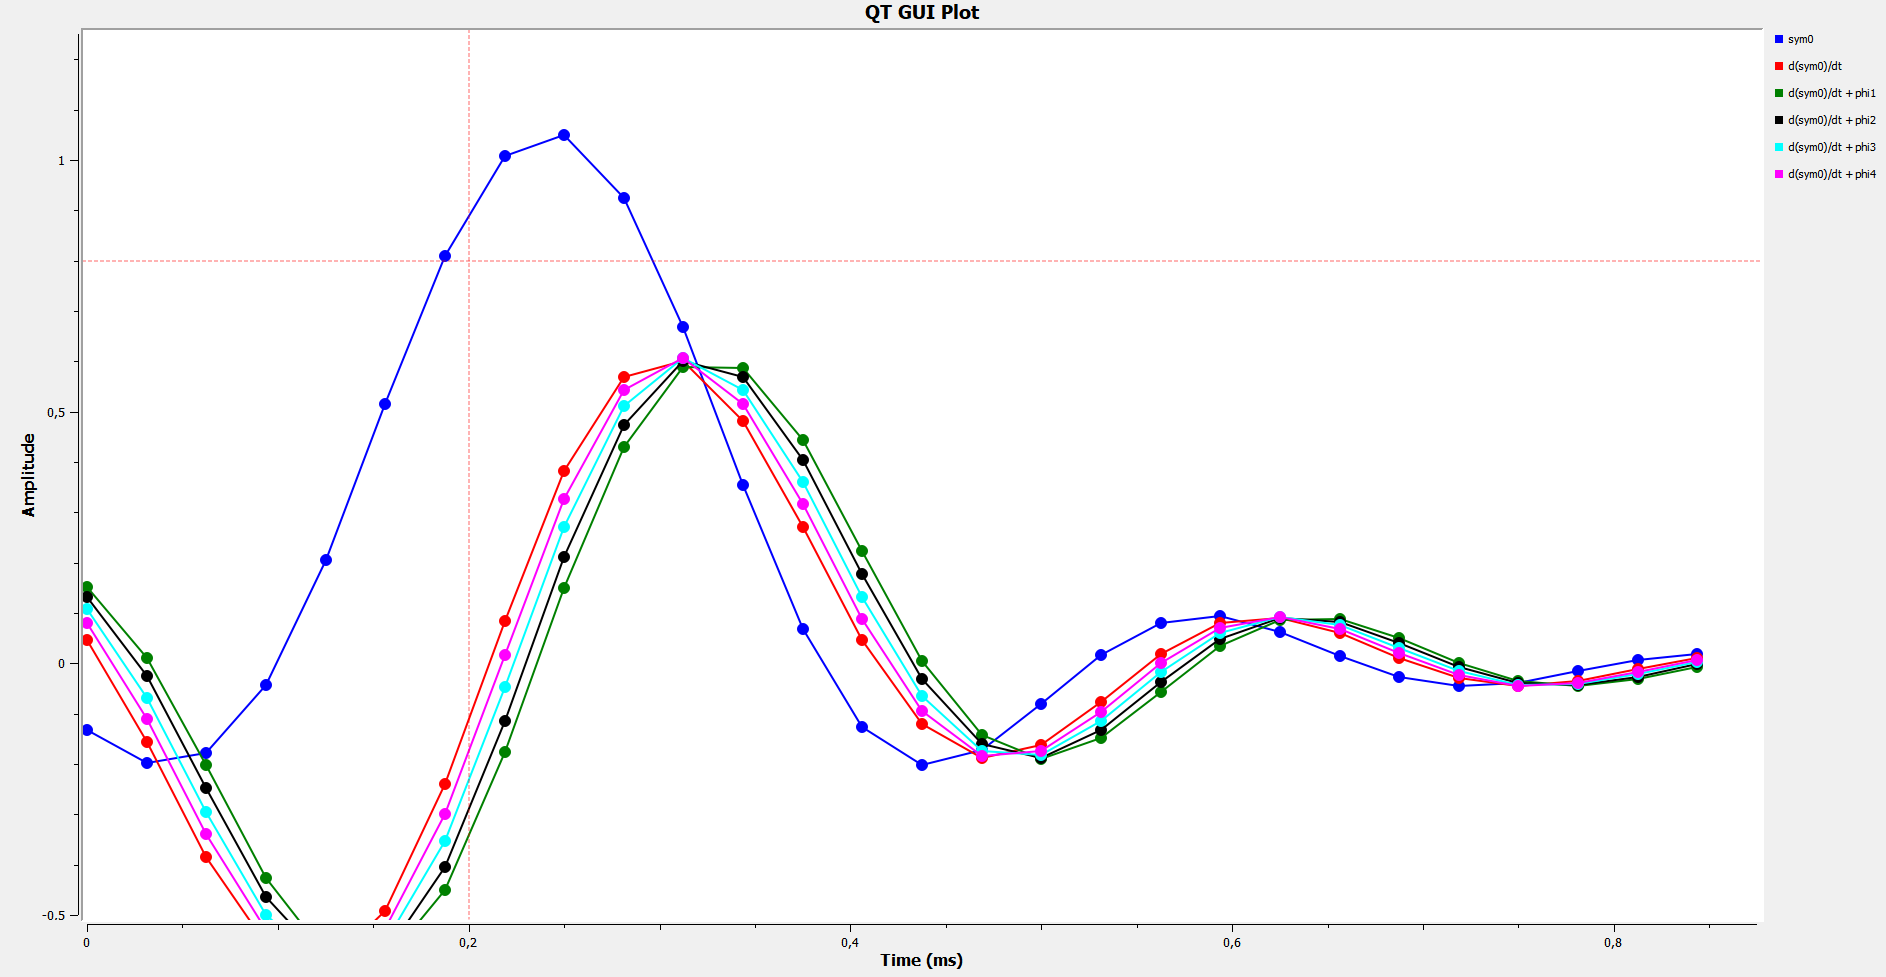 QT GUI Plot
sym0
d(sym0)/dt
d(sym0)/dt + phi1
d(sym0)/dt + phi2
d(sym0)/dt + phi3
d(sym0)/dt + phi4
1
0,5
0
-0.5
Amplitude
0
0,2
0,4
0,6
0,8
Time (ms)